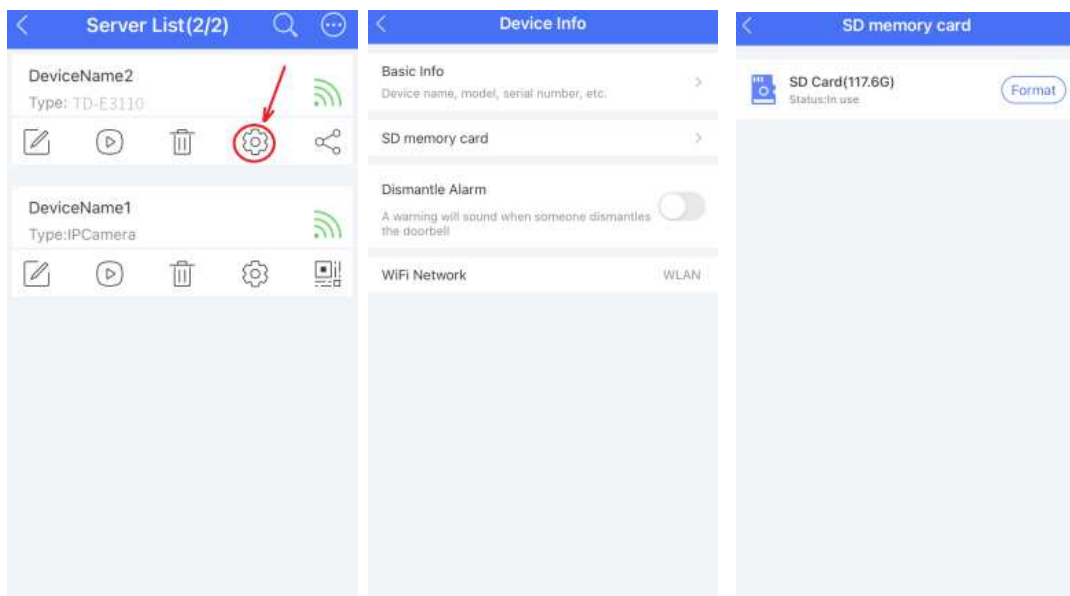 Server List(2/2)
DeviceName2
Type: TD-E3110
DeviceName1
Type:IPCamera
Device Info
Basic Info
Device name, model, serial number, etc.
SD memory card
Dismantle Alarm
A warning will sound when someone dismantles
the doorbell
WiFi Network WLAN
SD memory card
SD Card(117.6G)
Status:In use
Format